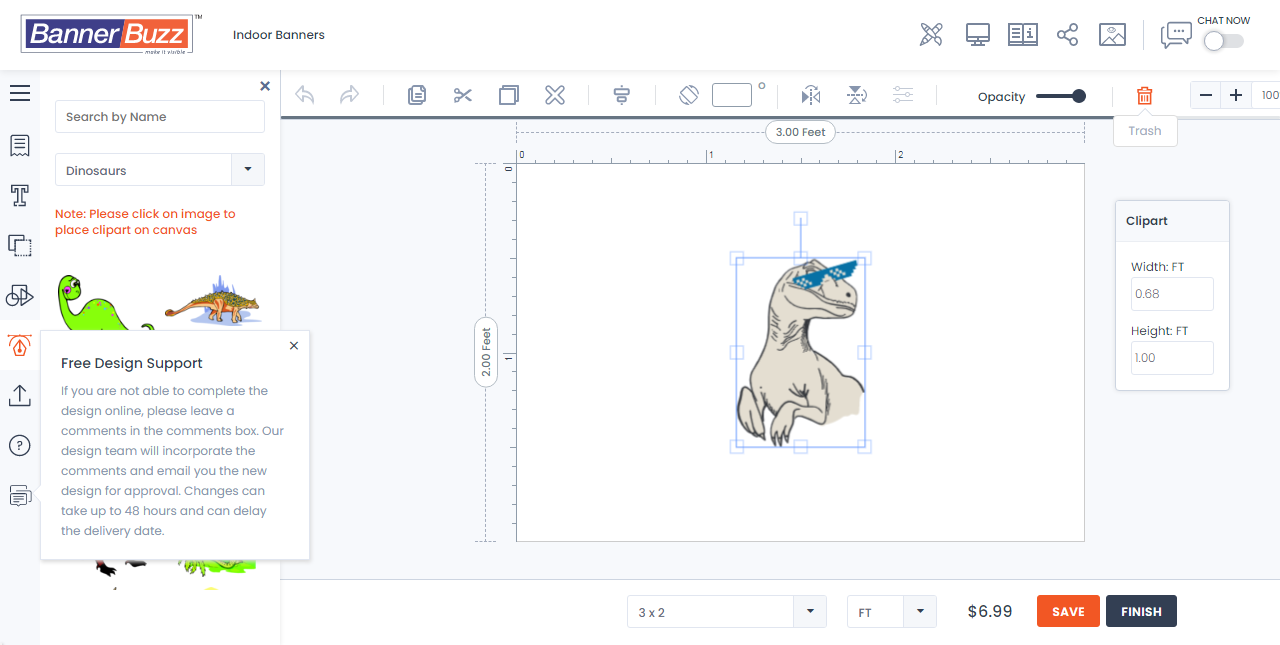 BannerBuzz
TM
make it visible
Indoor Banners
CHAT NOW
×
Search by Name
Dinosaurs
Note: Please click on image to
place clipart on canvas
Opacity
Trash
100
3.00 Feet
0 1 2
0
1
2.00 Feet
Clipart
Width: FT
0.68
Height: FT
1.00
×
Free Design Support
If you are not able to complete the
design online, please leave a
comments in the comments box. Our
design team will incorporate the
comments and email you the new
design for approval. Changes can
take up to 48 hours and can delay
the delivery date.
3 x 2
FT
$6.99
SAVE
FINISH